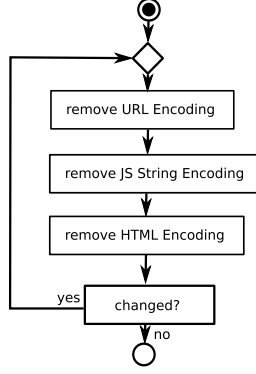 remove URL Encoding
remove JS String Encoding
remove HTML Encoding
yes
changed?
no